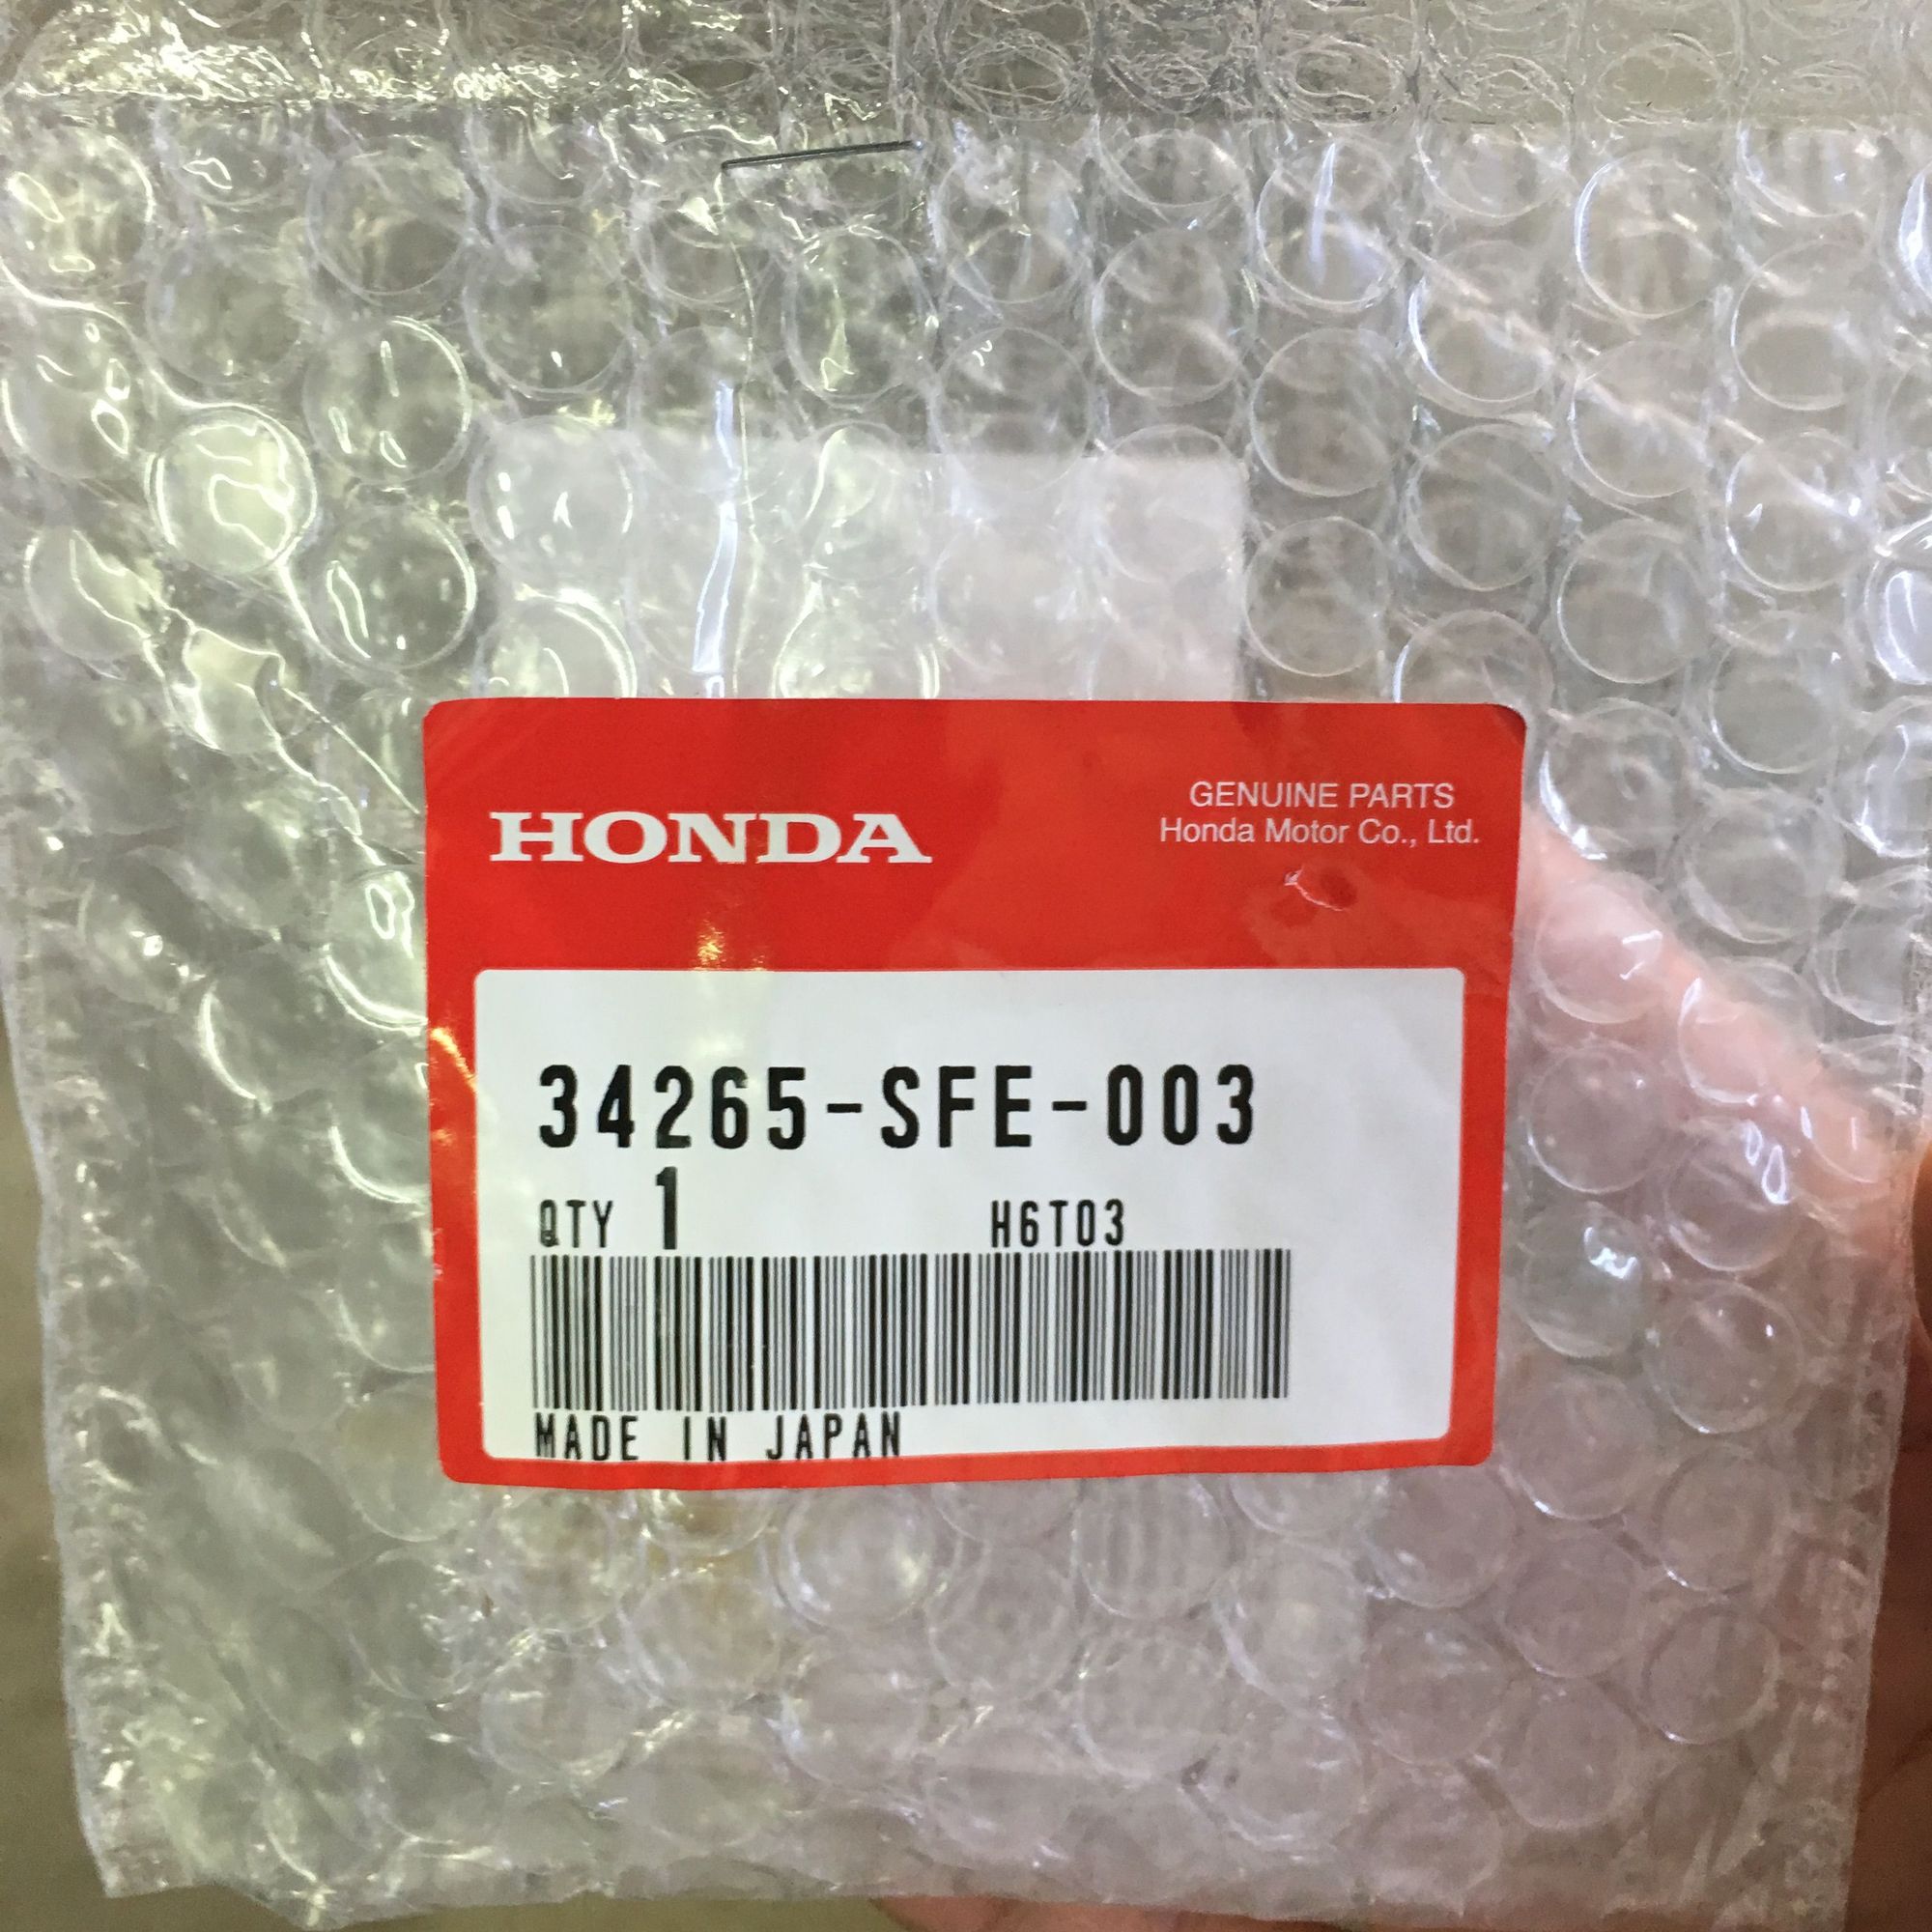 HONDA
GENUINE PARTS
Honda Motor Co., Ltd.
34265-SFE-003
QTY 1 H6T03
MADE IN JAPAN